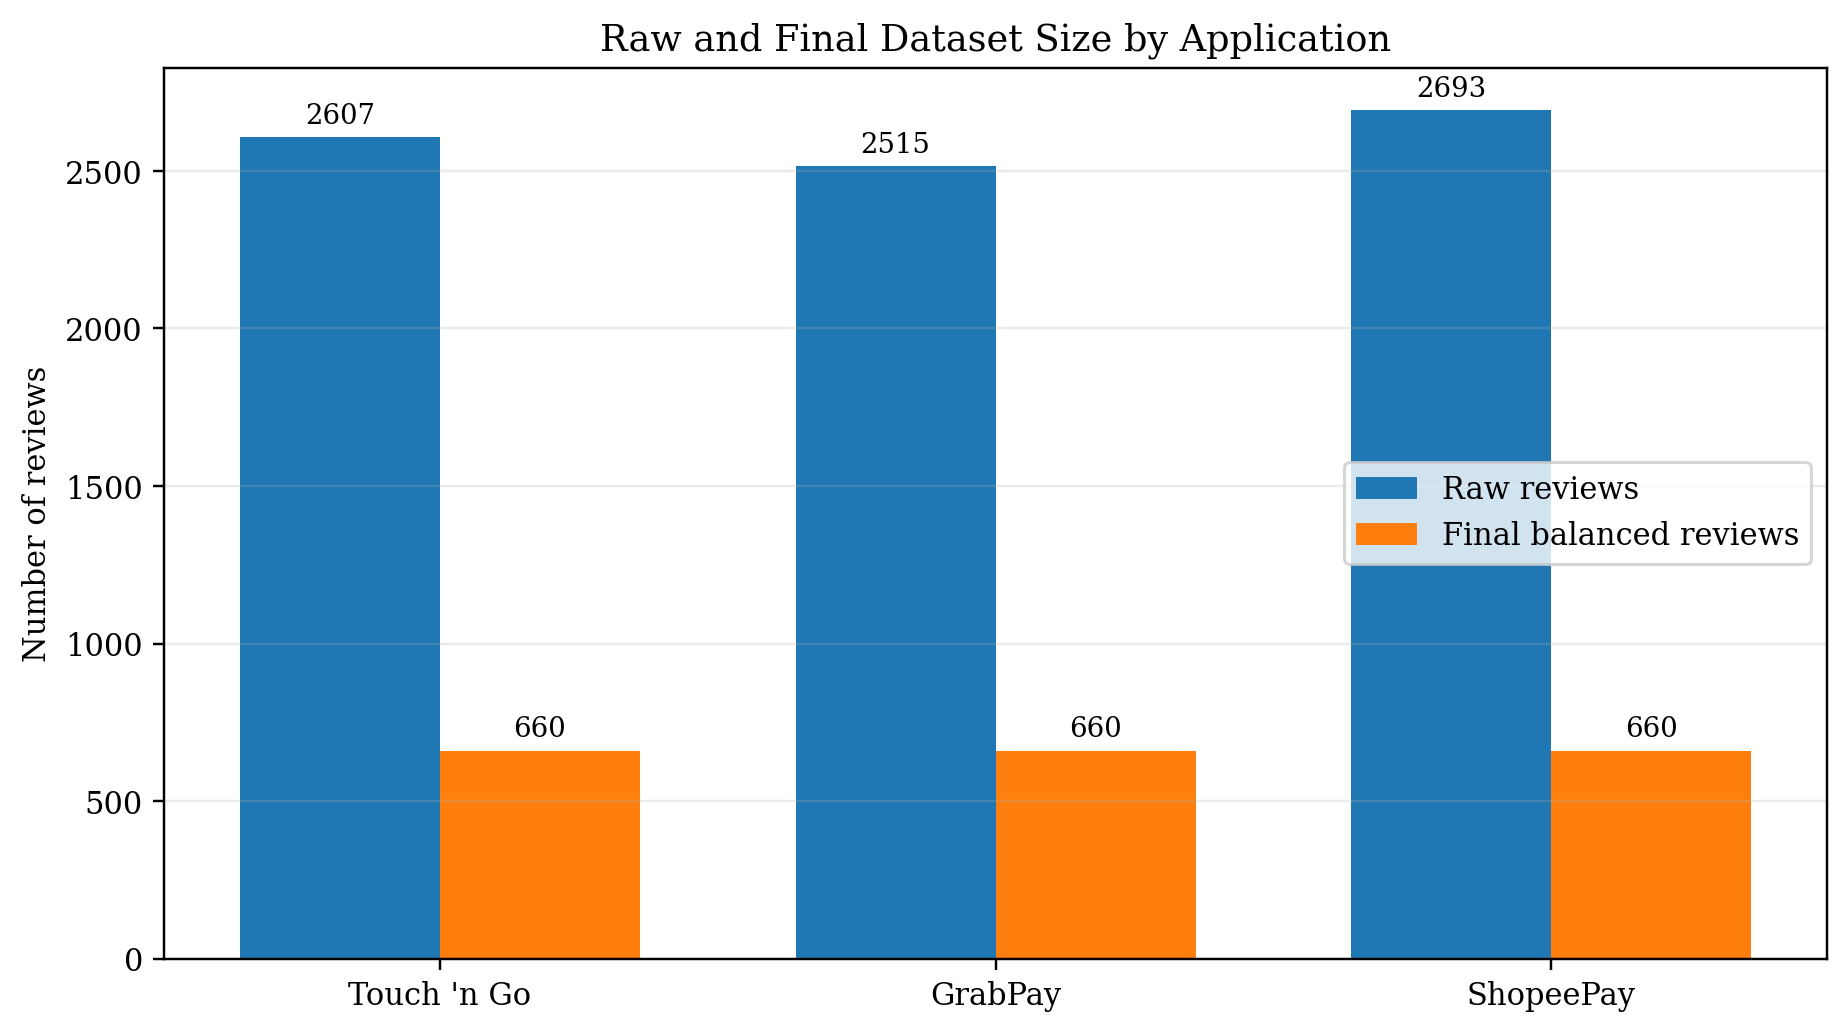 Raw and Final Dataset Size by Application
2607
2515
2693
2500
2000
1500
1000
500
0
Number of reviews
Raw reviews
Final balanced reviews
660
660
660
Touch 'n Go
GrabPay
ShopeePay